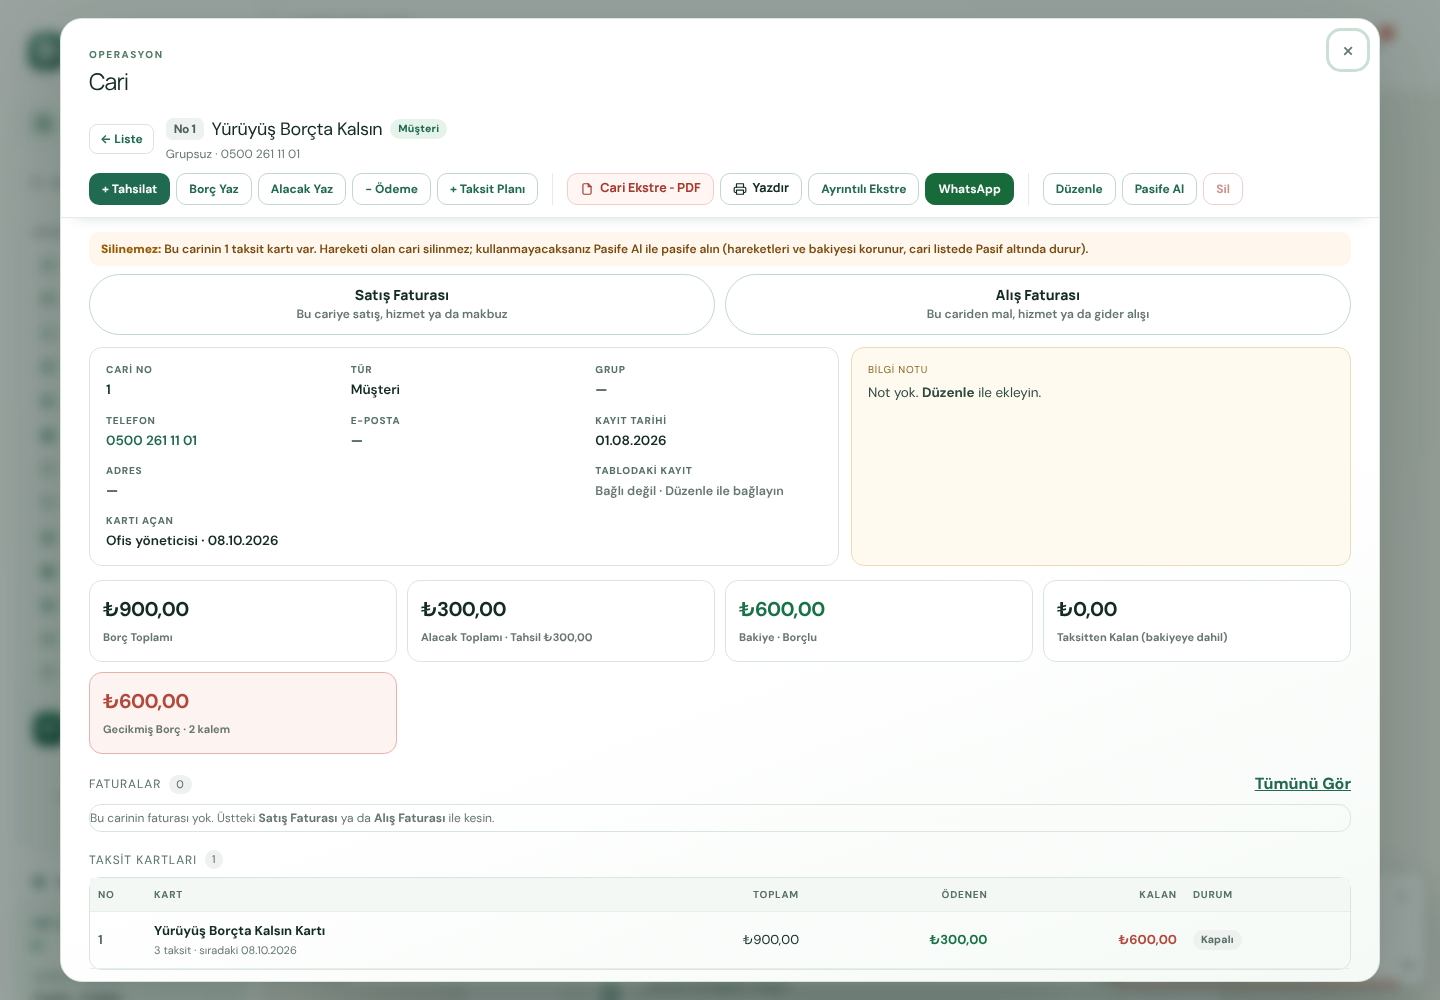 OPERASYON
Cari
×
← Liste
No 1 Yürüyüş Borçta Kalsın Müşteri
Grupsuz · 0500 261 11 01
+ Tahsilat Borç Yaz Alacak Yaz − Ödeme + Taksit Planı Cari Ekstre - PDF Yazdır Ayrıntılı Ekstre WhatsApp Düzenle Pasife Al Sil
Silinemez: Bu carinin 1 taksit kartı var. Hareketi olan cari silinmez; kullanmayacaksanız Pasife Al ile pasife alın (hareketleri ve bakiyesi korunur, cari listede Pasif altında durur).
Satış Faturası
Bu cariye satış, hizmet ya da makbuz
Alış Faturası
Bu cariden mal, hizmet ya da gider alışı
CARİ NO
1
TÜR
Müşteri
GRUP
—
TELEFON
0500 261 11 01
E-POSTA
—
KAYIT TARİHİ
01.08.2026
ADRES
—
TABLODAKİ KAYIT
Bağlı değil · Düzenle ile bağlayın
KARTI AÇAN
Ofis yöneticisi · 08.10.2026
BİLGİ NOTU
Not yok. Düzenle ile ekleyin.
₺900,00
Borç Toplamı
₺300,00
Alacak Toplamı · Tahsil ₺300,00
₺600,00
Bakiye · Borçlu
₺0,00
Taksitten Kalan (bakiyeye dahil)
₺600,00
Gecikmiş Borç · 2 kalem
FATURALAR 0
Tümünü Gör
Bu carinin faturası yok. Üstteki Satış Faturası ya da Alış Faturası ile kesin.
TAKSİT KARTLARI 1
NO KART TOPLAM ÖDENEN KALAN DURUM
1 Yürüyüş Borçta Kalsın Kartı ₺900,00 ₺300,00 ₺600,00 Kapalı
3 taksit · sıradaki 08.10.2026